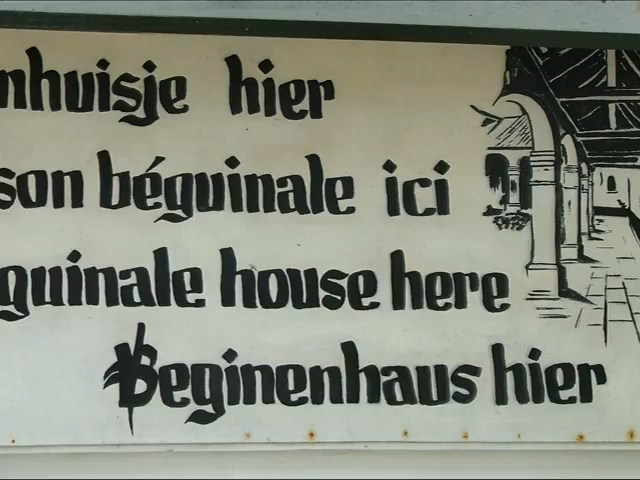 nhuisje hier
son béguinale ici
guinale house here
Beginenhaus hier